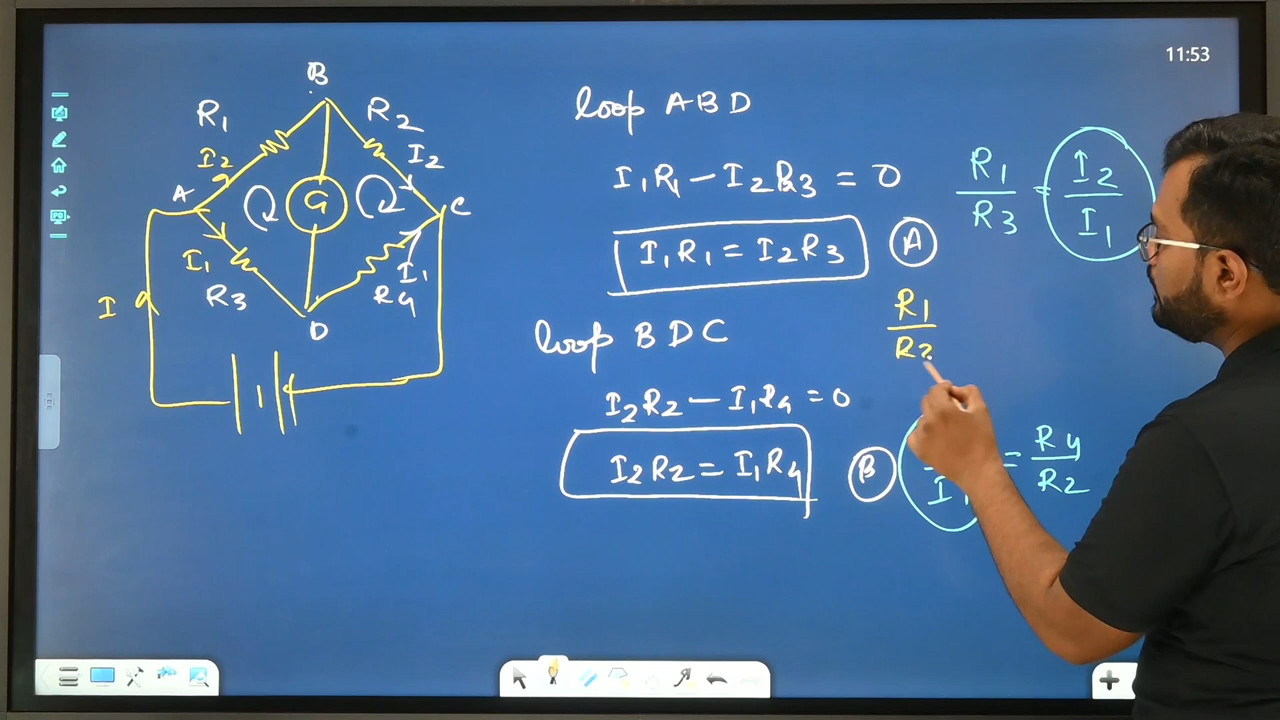 11:53
B
R1
R2
I2
I2
A
G
C
I1
I1
I
R3
R4
D
loop ABD
I1R1 - I2R3 = 0
I1R1 = I2R3
A
R1/R3 = I2/I1
loop BDC
I2R2 - I1R4 = 0
I2R2 = I1R4
B
R1
I1 = R4/R2